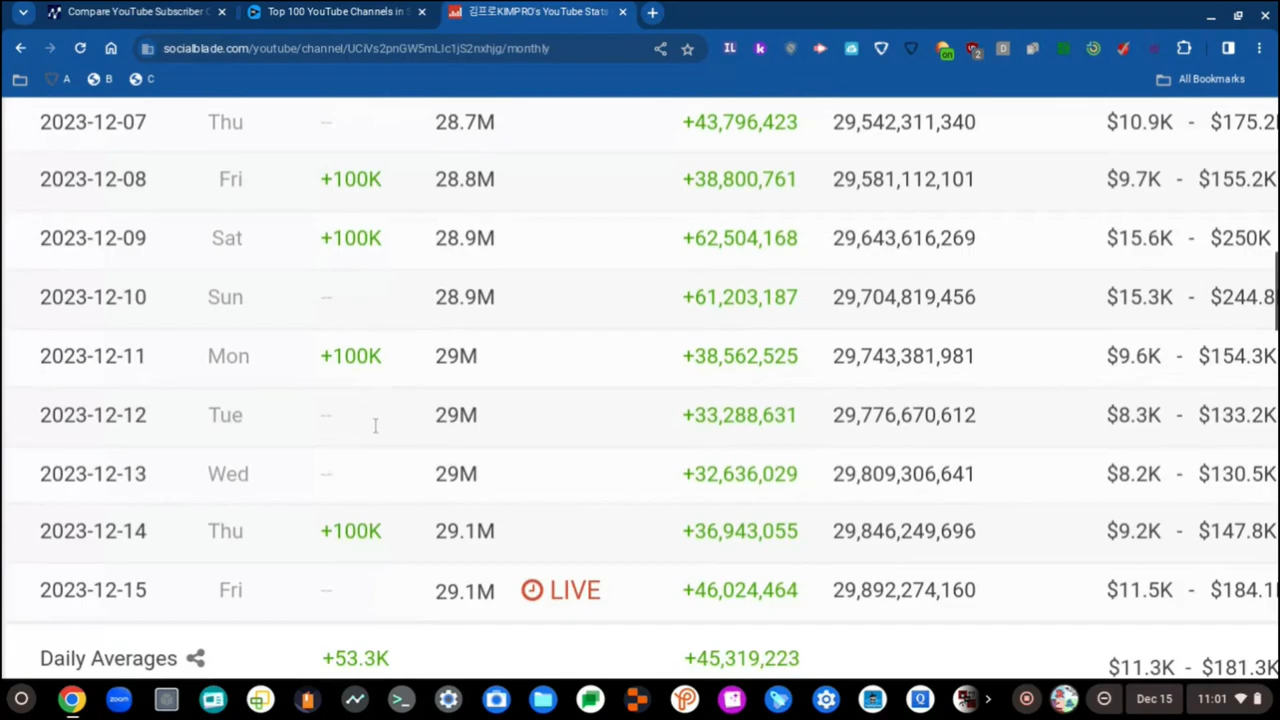 Compare YouTube Subscriber C
Top 100 YouTube Channels in S
김프로KIMPRO's YouTube Stats
socialblade.com/youtube/channel/UCiVs2pnGW5mLIc1jS2nxhjg/monthly
A B C All Bookmarks
2023-12-07 Thu -- 28.7M +43,796,423 29,542,311,340 $10.9K - $175.2
2023-12-08 Fri +100K 28.8M +38,800,761 29,581,112,101 $9.7K - $155.2K
2023-12-09 Sat +100K 28.9M +62,504,168 29,643,616,269 $15.6K - $250K
2023-12-10 Sun -- 28.9M +61,203,187 29,704,819,456 $15.3K - $244.8
2023-12-11 Mon +100K 29M +38,562,525 29,743,381,981 $9.6K - $154.3K
2023-12-12 Tue -- 29M +33,288,631 29,776,670,612 $8.3K - $133.2K
2023-12-13 Wed -- 29M +32,636,029 29,809,306,641 $8.2K - $130.5K
2023-12-14 Thu +100K 29.1M +36,943,055 29,846,249,696 $9.2K - $147.8K
2023-12-15 Fri -- 29.1M LIVE +46,024,464 29,892,274,160 $11.5K - $184.1
Daily Averages +53.3K +45,319,223 $11.3K - $181.3K
zoom Dec 15 11:01